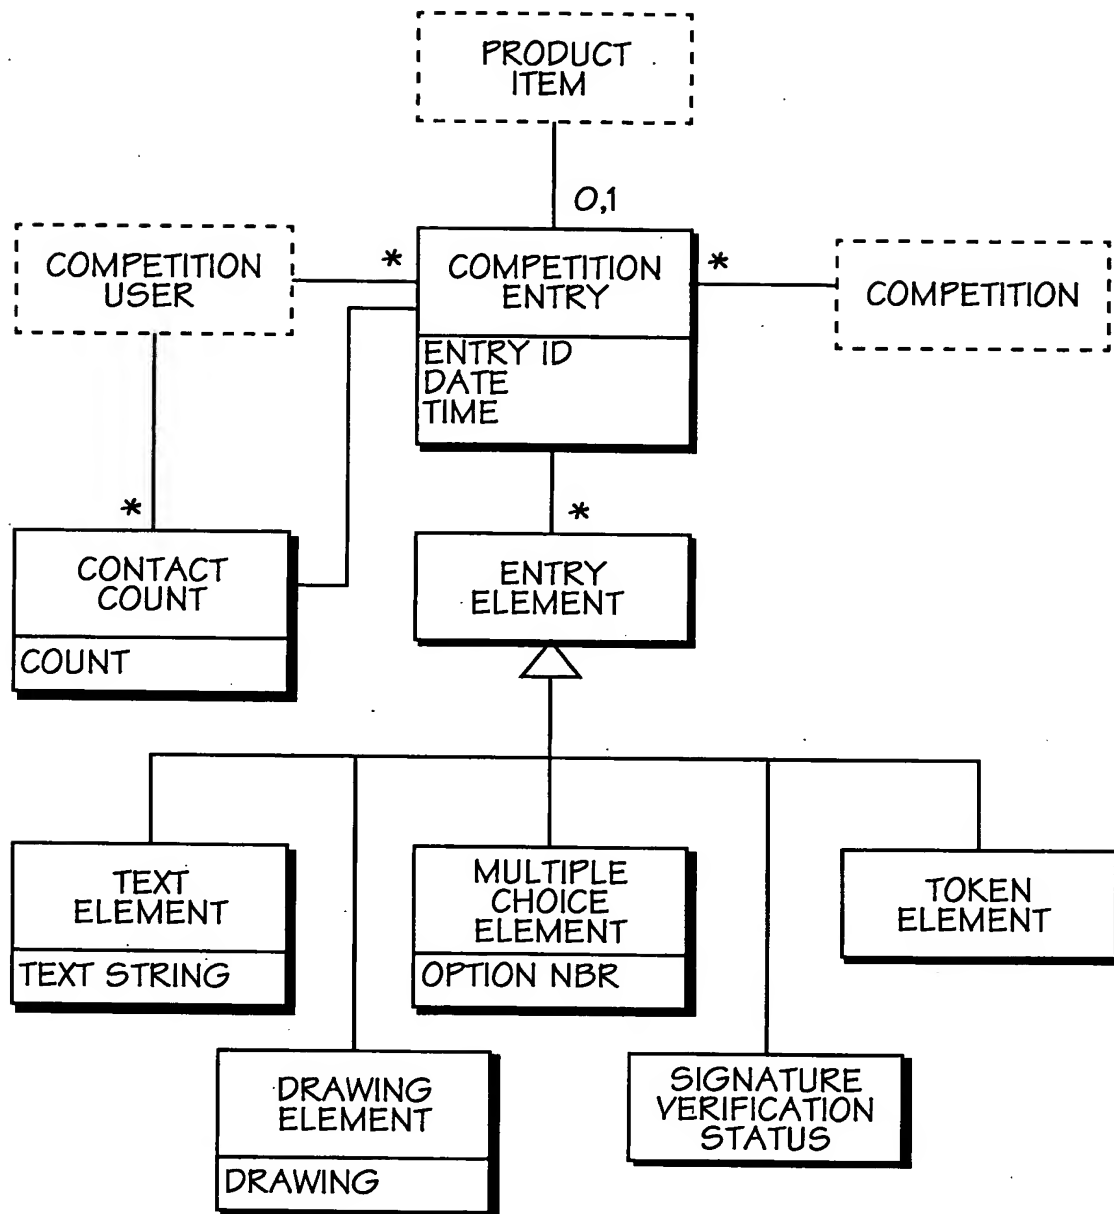 PRODUCT
ITEM
0,1
COMPETITION
USER
*
COMPETITION
ENTRY
*
COMPETITION
ENTRY ID
DATE
TIME
*
CONTACT
COUNT
COUNT
*
ENTRY
ELEMENT
TEXT
ELEMENT
TEXT STRING
MULTIPLE
CHOICE
ELEMENT
OPTION NBR
TOKEN
ELEMENT
DRAWING
ELEMENT
DRAWING
SIGNATURE
VERIFICATION
STATUS